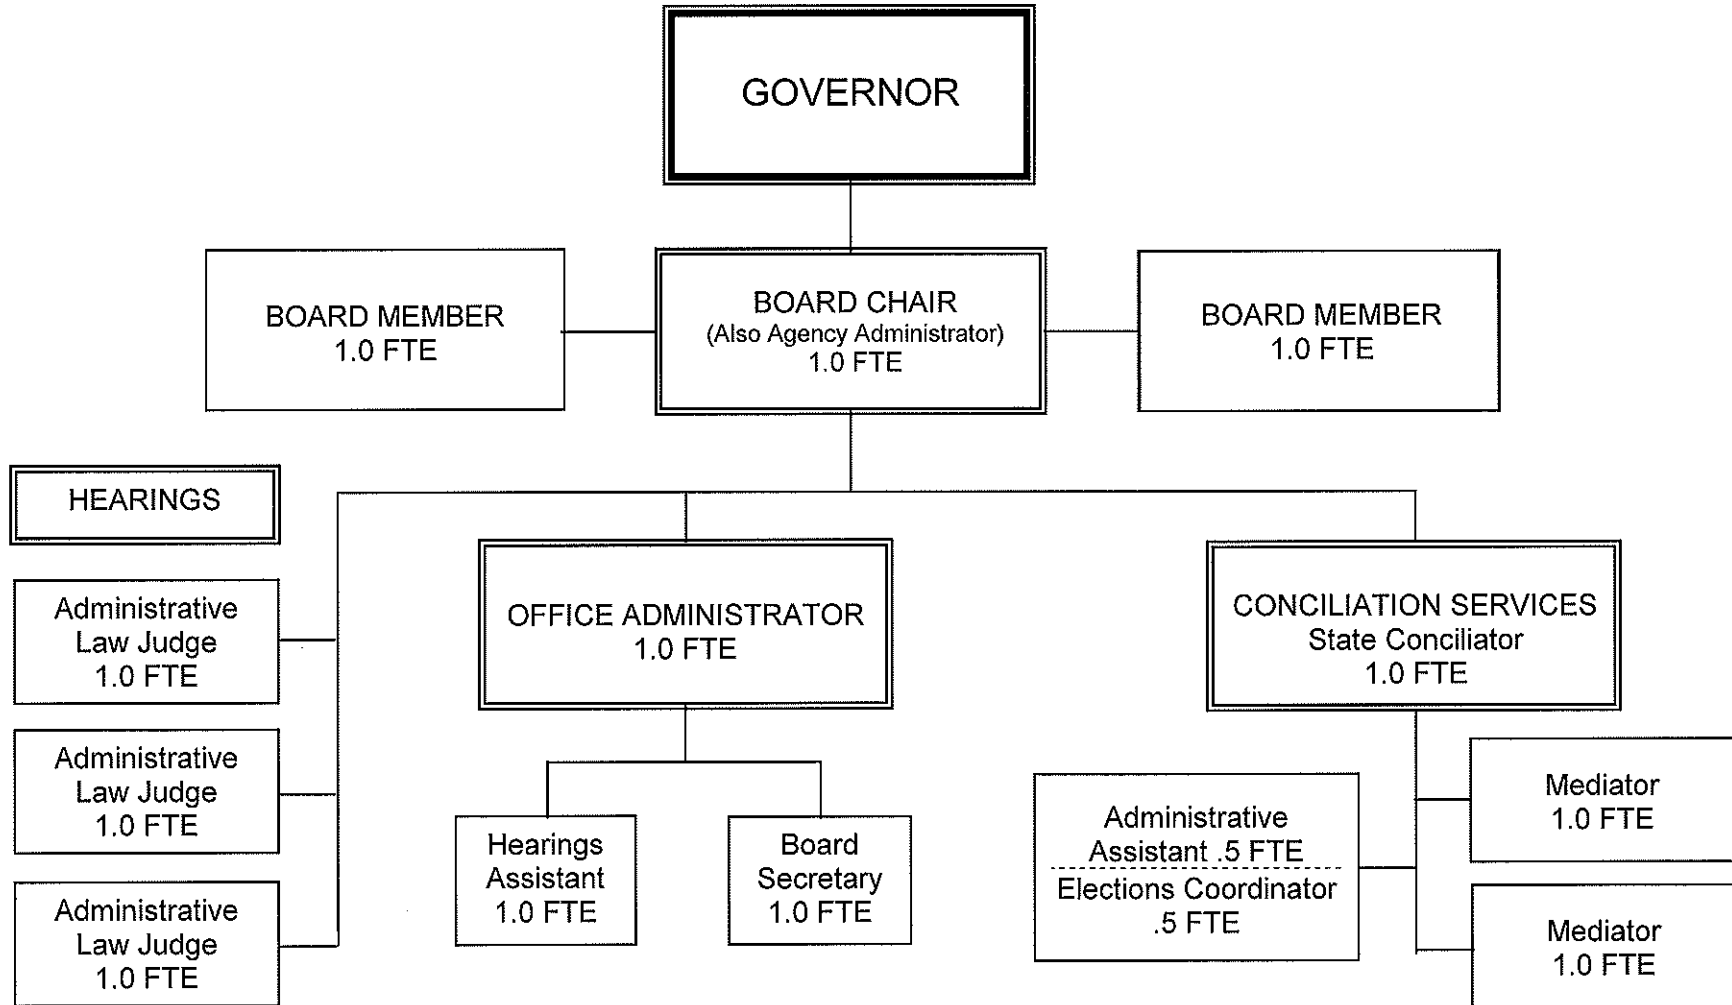 GOVERNOR
BOARD MEMBER
1.0 FTE
BOARD CHAIR
(Also Agency Administrator)
1.0 FTE
BOARD MEMBER
1.0 FTE
HEARINGS
Administrative
Law Judge
1.0 FTE
Administrative
Law Judge
1.0 FTE
Administrative
Law Judge
1.0 FTE
OFFICE ADMINISTRATOR
1.0 FTE
Hearings
Assistant
1.0 FTE
Board
Secretary
1.0 FTE
CONCILIATION SERVICES
State Conciliator
1.0 FTE
Administrative
Assistant .5 FTE
Elections Coordinator
.5 FTE
Mediator
1.0 FTE
Mediator
1.0 FTE